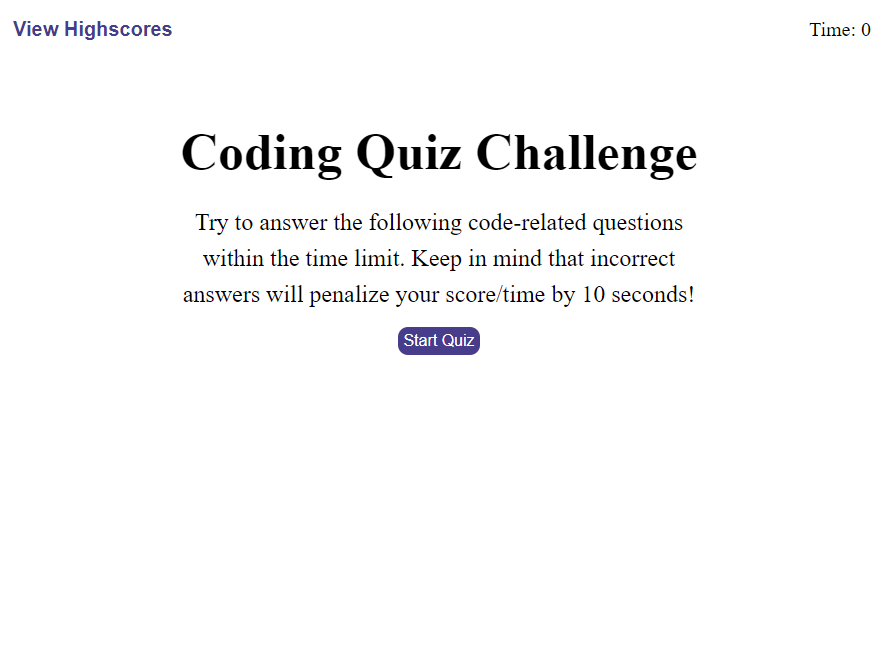 View Highscores
Time: 0
Coding Quiz Challenge
Try to answer the following code-related questions
within the time limit. Keep in mind that incorrect
answers will penalize your score/time by 10 seconds!
Start Quiz